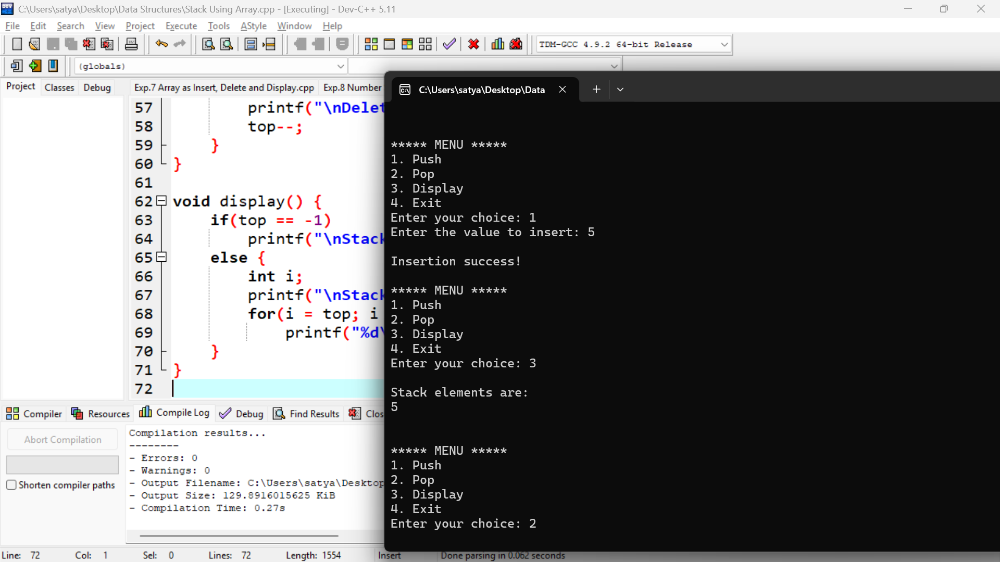 C:\Users\satya\Desktop\Data Structures\Stack Using Array.cpp - [Executing] - Dev-C++ 5.11
File Edit Search View Project Execute Tools AStyle Window Help
TDM-GCC 4.9.2 64-bit Release
(globals)
Project Classes Debug
Exp.7 Array as Insert, Delete and Display.cpp Exp.8 Number
57 printf("\nDelet
58 top--;
59 }
60 }
61
62 void display() {
63 if(top == -1)
64 printf("\nStack
65 else {
66 int i;
67 printf("\nStack
68 for(i = top; i
69 printf("%d\
70 }
71 }
72
C:\Users\satya\Desktop\Data
***** MENU *****
1. Push
2. Pop
3. Display
4. Exit
Enter your choice: 1
Enter the value to insert: 5
Insertion success!
***** MENU *****
1. Push
2. Pop
3. Display
4. Exit
Enter your choice: 3
Stack elements are:
5
***** MENU *****
1. Push
2. Pop
3. Display
4. Exit
Enter your choice: 2
Compiler Resources Compile Log Debug Find Results Clos
Abort Compilation
Shorten compiler paths
Compilation results...
--------
- Errors: 0
- Warnings: 0
- Output Filename: C:\Users\satya\Desktop
- Output Size: 129.8916015625 KiB
- Compilation Time: 0.27s
Line: 72 Col: 1 Sel: 0 Lines: 72 Length: 1554 Insert Done parsing in 0.062 seconds